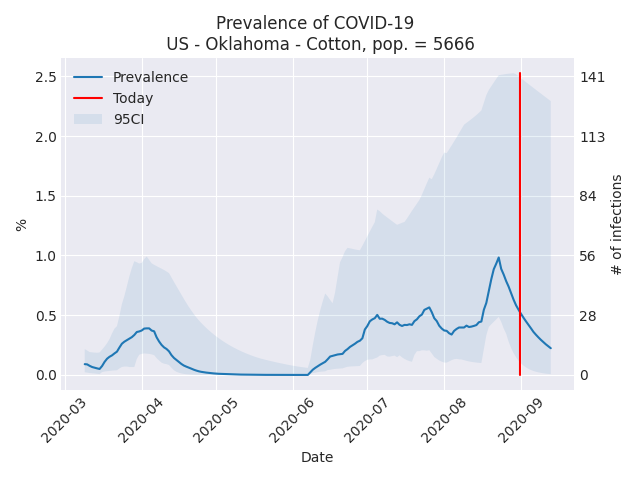 Prevalence of COVID-19
US - Oklahoma - Cotton, pop. = 5666
Prevalence
Today
95CI
2.5
2.0
1.5
1.0
0.5
0.0
%
141
113
84
56
28
0
# of infections
2020-03
2020-04
2020-05
2020-06
2020-07
2020-08
2020-09
Date